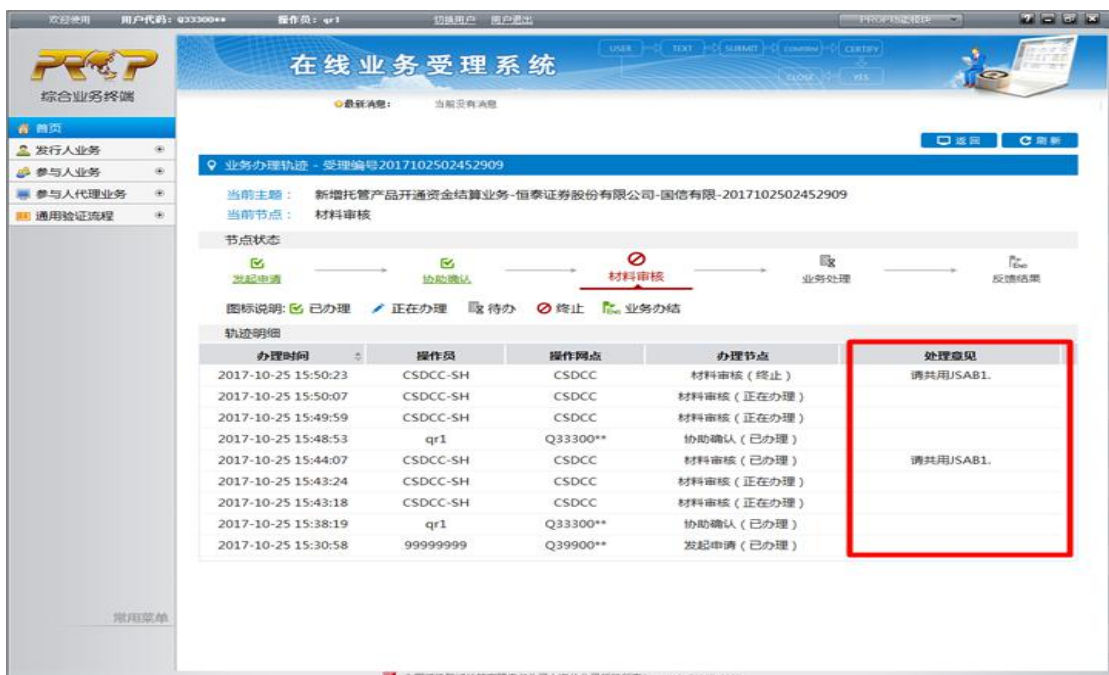 欢迎使用 用户代码：Q33300** 操作员：qr1 切换用户 用户退出 PROP功能模块
PROP
综合业务终端
在线业务受理系统
USER TEXT SUBMIT CONFIRM CERTIFY
CLOSE YES
最新消息： 当前没有消息
首页
发行人业务
参与人业务
参与人代理业务
通用验证流程
常用菜单
返回 刷新
业务办理轨迹 - 受理编号2017102502452909
当前主题： 新增托管产品开通资金结算业务-恒泰证券股份有限公司-国信有限-2017102502452909
当前节点： 材料审核
节点状态
发起申请 协助确认 材料审核 业务处理 反馈结果
图标说明: 已办理 正在办理 待办 终止 业务办结
轨迹明细
办理时间 操作员 操作网点 办理节点 处理意见
2017-10-25 15:50:23 CSDCC-SH CSDCC 材料审核（终止） 请共用JSAB1.
2017-10-25 15:50:07 CSDCC-SH CSDCC 材料审核（正在办理）
2017-10-25 15:49:59 CSDCC-SH CSDCC 材料审核（正在办理）
2017-10-25 15:48:53 qr1 Q33300** 协助确认（已办理）
2017-10-25 15:44:07 CSDCC-SH CSDCC 材料审核（已办理） 请共用JSAB1.
2017-10-25 15:43:24 CSDCC-SH CSDCC 材料审核（正在办理）
2017-10-25 15:43:18 CSDCC-SH CSDCC 材料审核（正在办理）
2017-10-25 15:38:19 qr1 Q33300** 协助确认（已办理）
2017-10-25 15:30:58 99999999 Q39900** 发起申请（已办理）